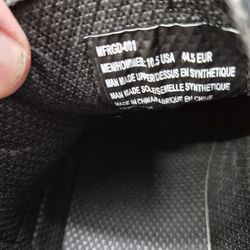 MFRGD-001
MEN/HOMMES: 10.5 USA 44.5 EUR
MAN MADE UPPER/DESSUS EN SYNTHETIQUE
MAN MADE SOLE/SEMELLE SYNTHETIQUE
MADE IN CHINA/FABRIQUE EN CHINE